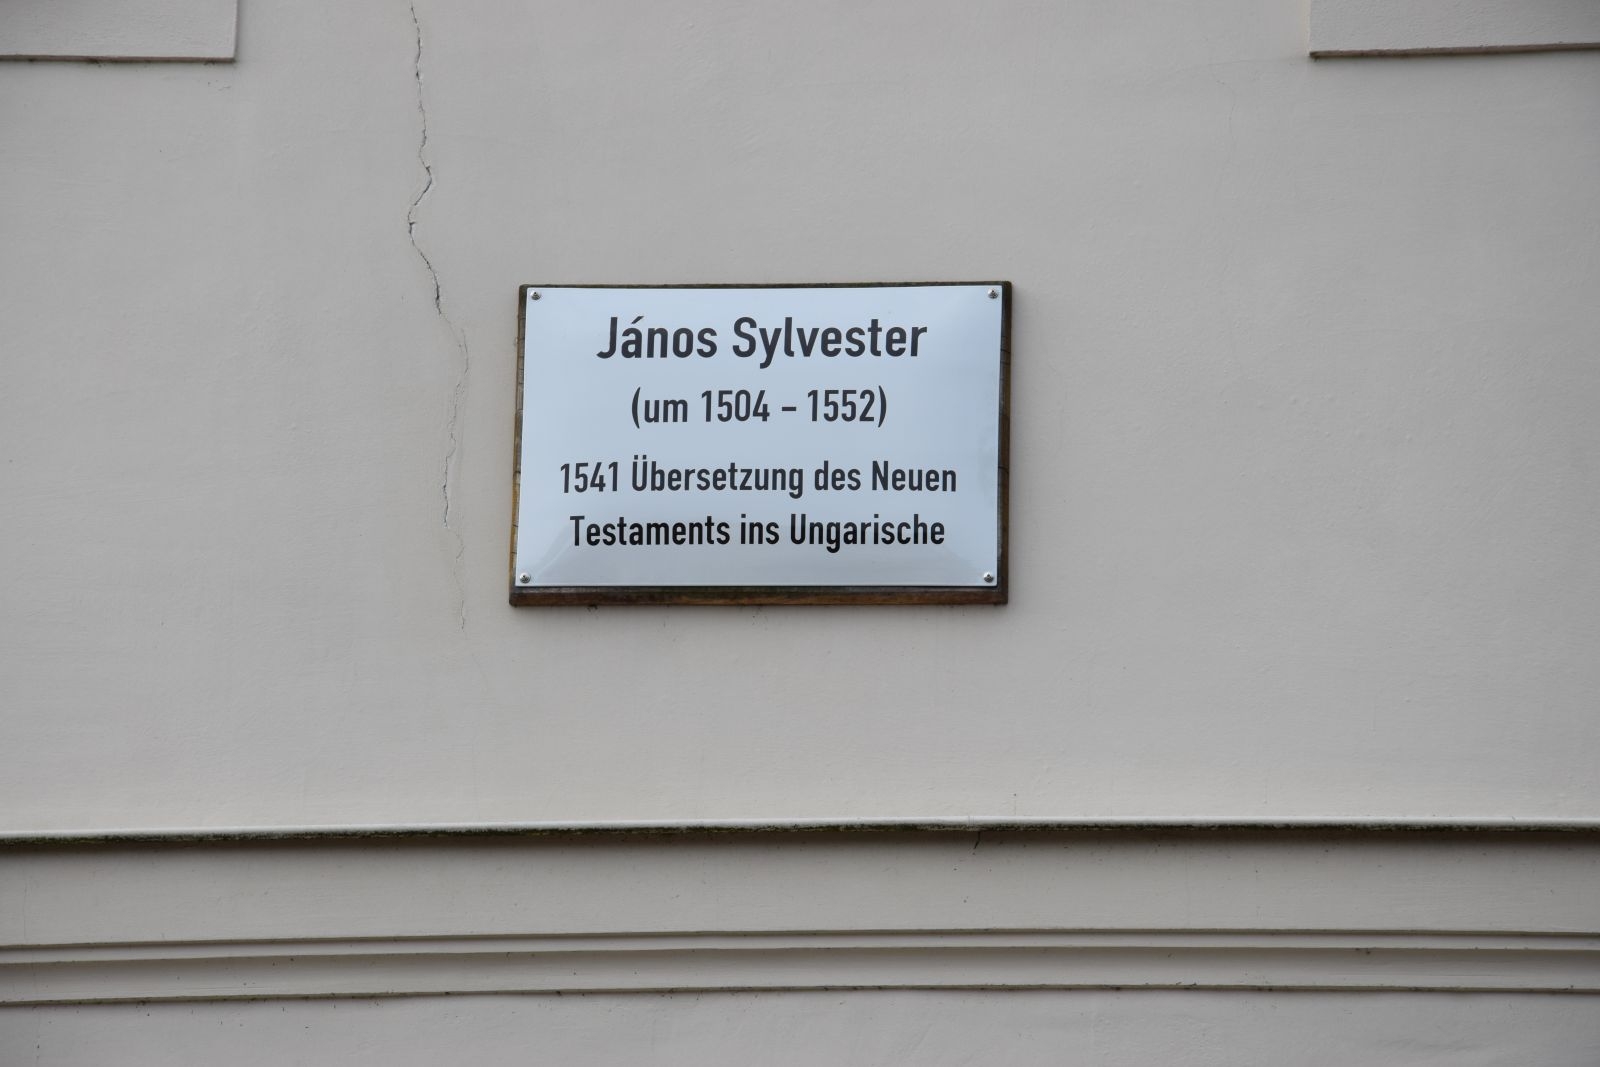 János Sylvester
(um 1504 – 1552)
1541 Übersetzung des Neuen
Testaments ins Ungarische